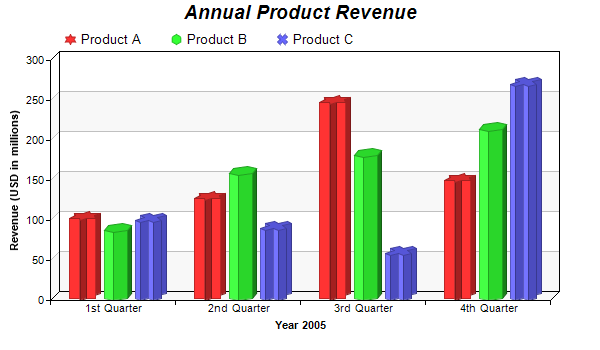 Annual Product Revenue
Product A Product B Product C
Revenue (USD in millions)
300
250
200
150
100
50
0
1st Quarter 2nd Quarter 3rd Quarter 4th Quarter
Year 2005